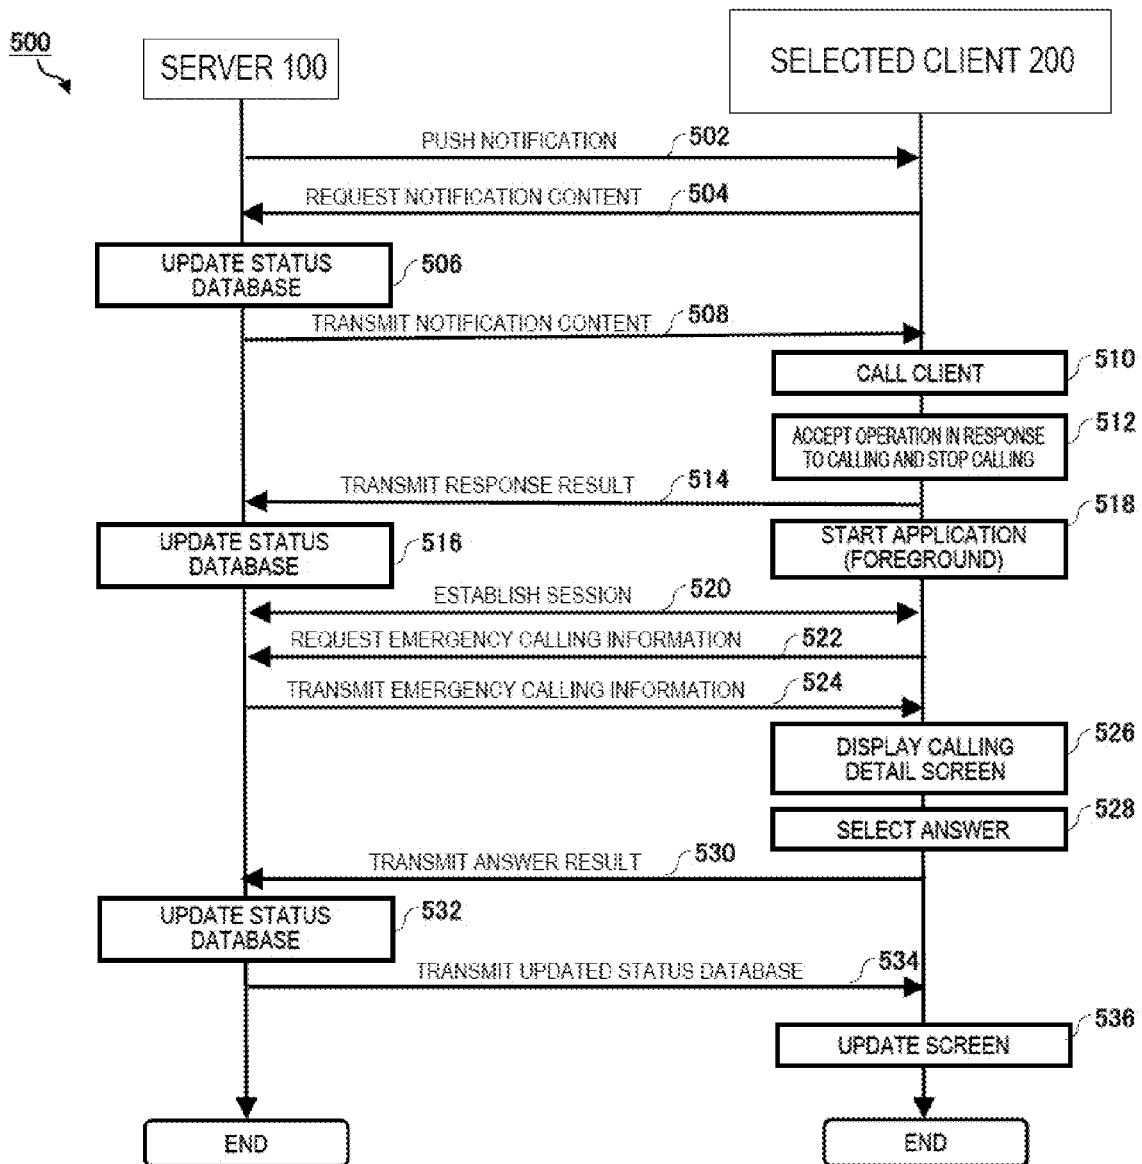 500
SERVER 100
SELECTED CLIENT 200
PUSH NOTIFICATION
502
REQUEST NOTIFICATION CONTENT
504
UPDATE STATUS
DATABASE
506
TRANSMIT NOTIFICATION CONTENT
508
CALL CLIENT
510
ACCEPT OPERATION IN RESPONSE
TO CALLING AND STOP CALLING
512
TRANSMIT RESPONSE RESULT
514
UPDATE STATUS
DATABASE
516
START APPLICATION
(FOREGROUND)
518
ESTABLISH SESSION
520
REQUEST EMERGENCY CALLING INFORMATION
522
TRANSMIT EMERGENCY CALLING INFORMATION
524
DISPLAY CALLING
DETAIL SCREEN
526
SELECT ANSWER
528
TRANSMIT ANSWER RESULT
530
UPDATE STATUS
DATABASE
532
TRANSMIT UPDATED STATUS DATABASE
534
UPDATE SCREEN
536
END
END